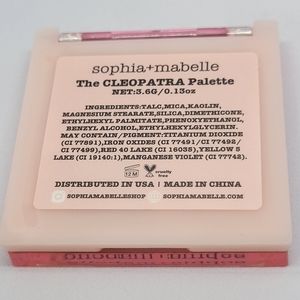 sophia+mabelle
The CLEOPATRA Palette
NET:3.6G/0.13oz
INGREDIENTS:TALC,MICA,KAOLIN,
MAGNESIUM STEARATE,SILICA,DIMETHICONE,
ETHYLHEXYL PALMITATE,PHENOXYETHANOL,
BENZYL ALCOHOL,ETHYLHEXYLGLYCERIN.
MAY CONTAIN/PIGMENT:TITANIUM DIOXIDE
(CI 77891),IRON OXIDES (CI 77491/CI 77492/
CI 77499),RED 40 LAKE (CI 16035),YELLOW 5
LAKE (CI 19140:1),MANGANESE VIOLET (CI 77742).
12M
cruelty
free
DISTRIBUTED IN USA | MADE IN CHINA
SOPHIAMABELLESHOP
SOPHIAMABELLE.COM
sophia+mabelle